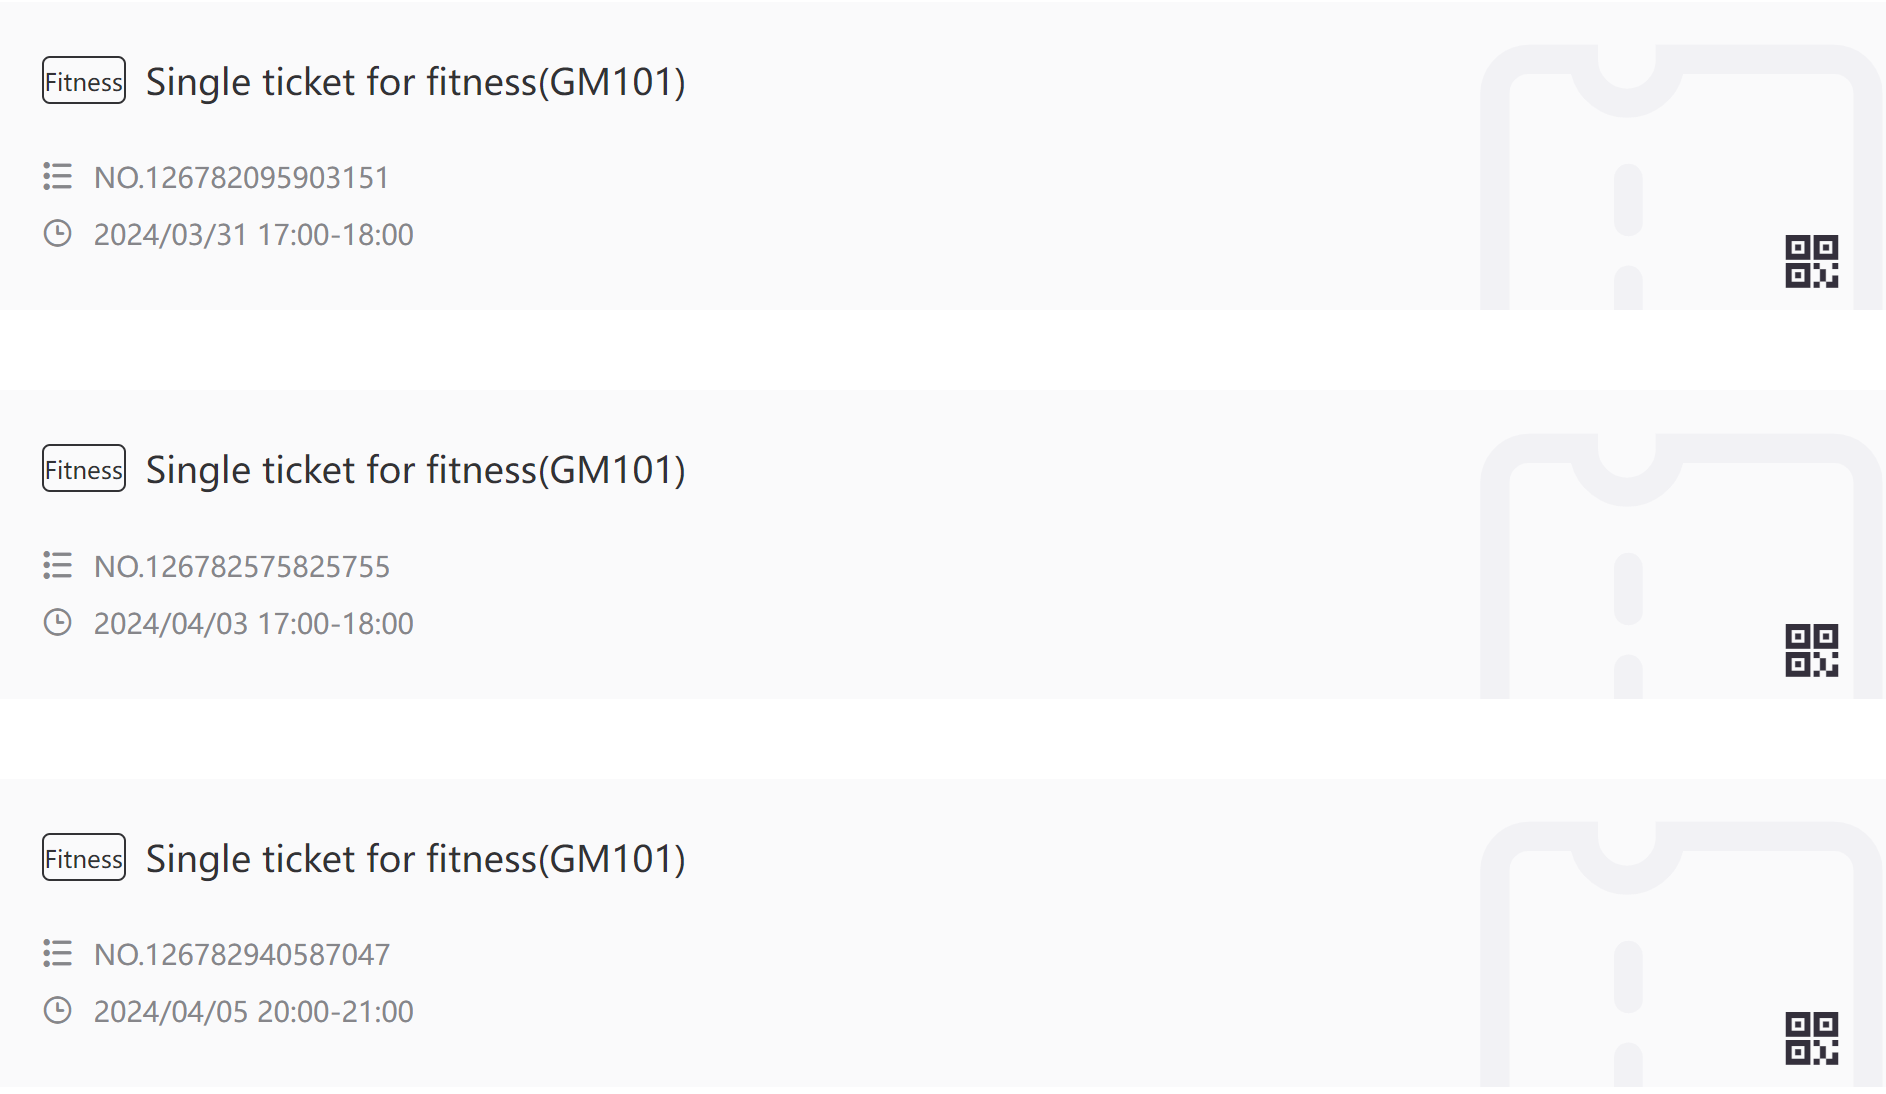 Fitness Single ticket for fitness(GM101)
NO.126782095903151
2024/03/31 17:00-18:00
Fitness Single ticket for fitness(GM101)
NO.126782575825755
2024/04/03 17:00-18:00
Fitness Single ticket for fitness(GM101)
NO.126782940587047
2024/04/05 20:00-21:00